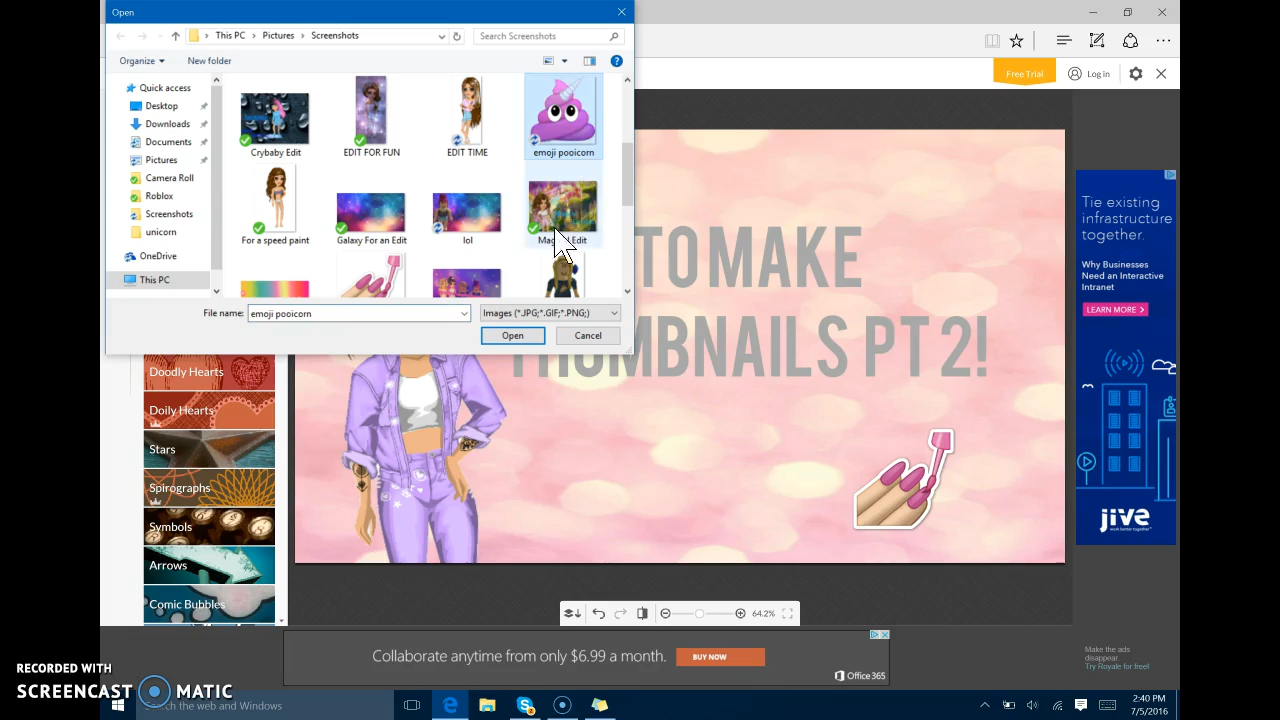 Open
This PC > Pictures > Screenshots
Search Screenshots
Organize
New folder
Quick access
Desktop
Downloads
Documents
Pictures
Camera Roll
Roblox
Screenshots
unicorn
OneDrive
This PC
Crybaby Edit
EDIT FOR FUN
EDIT TIME
emoji pooicorn
For a speed paint
Galaxy For an Edit
lol
File name:
emoji pooicorn
Images (*.JPG;*.GIF;*.PNG;)
Open
Cancel
Free Trial
Log in
TO MAKE
THUMBNAILS PT 2!
Doodly Hearts
Doily Hearts
Stars
Spirographs
Symbols
Arrows
Comic Bubbles
64.2%
Tie existing
infrastructure
together.
Why Businesses
Need an Interactive
Intranet
LEARN MORE >
jive
work better together™
Collaborate anytime from only $6.99 a month.
BUY NOW
Office 365
Make the ads
disappear.
Try Royale for free!
RECORDED WITH
SCREENCAST MATIC
Search the web and Windows
2:40 PM
7/5/2016